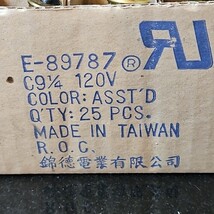 E-89787®
C9¼ 120V
COLOR: ASST'D
Q'TY: 25 PCS.
MADE IN TAIWAN
R.O.C.
錦德電業有限公司